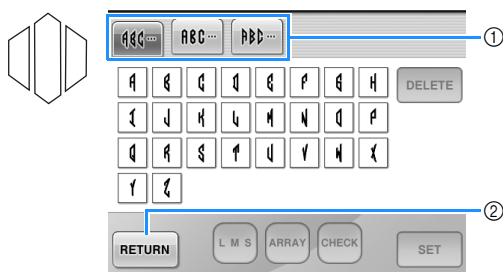 ABC... ABC... ABC... ①
A B C D E F G H DELETE
I J K L M N O P
Q R S T U V W X
Y Z
②
RETURN L M S ARRAY CHECK SET